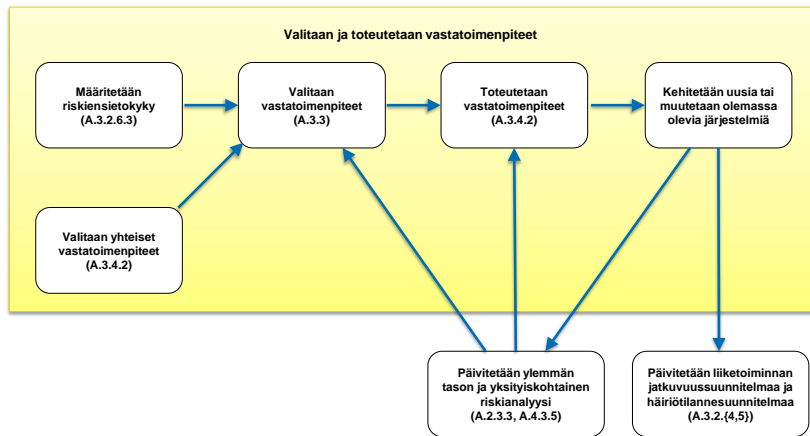 Valitaan ja toteutetaan vastatoimenpiteet
Määritetään
riskiensietokyky
(A.3.2.6.3)
Valitaan
vastatoimenpiteet
(A.3.3)
Toteutetaan
vastatoimenpiteet
(A.3.4.2)
Kehitetään uusia tai
muutetaan olemassa
olevia järjestelmiä
Valitaan yhteiset
vastatoimenpiteet
(A.3.4.2)
Päivitetään ylemmän
tason ja yksityiskohtainen
riskianalyysi
(A.2.3.3, A.4.3.5)
Päivitetään liiketoiminnan
jatkuvuussuunnitelmaa ja
häiriötilannesuunnitelmaa
(A.3.2.{4,5})